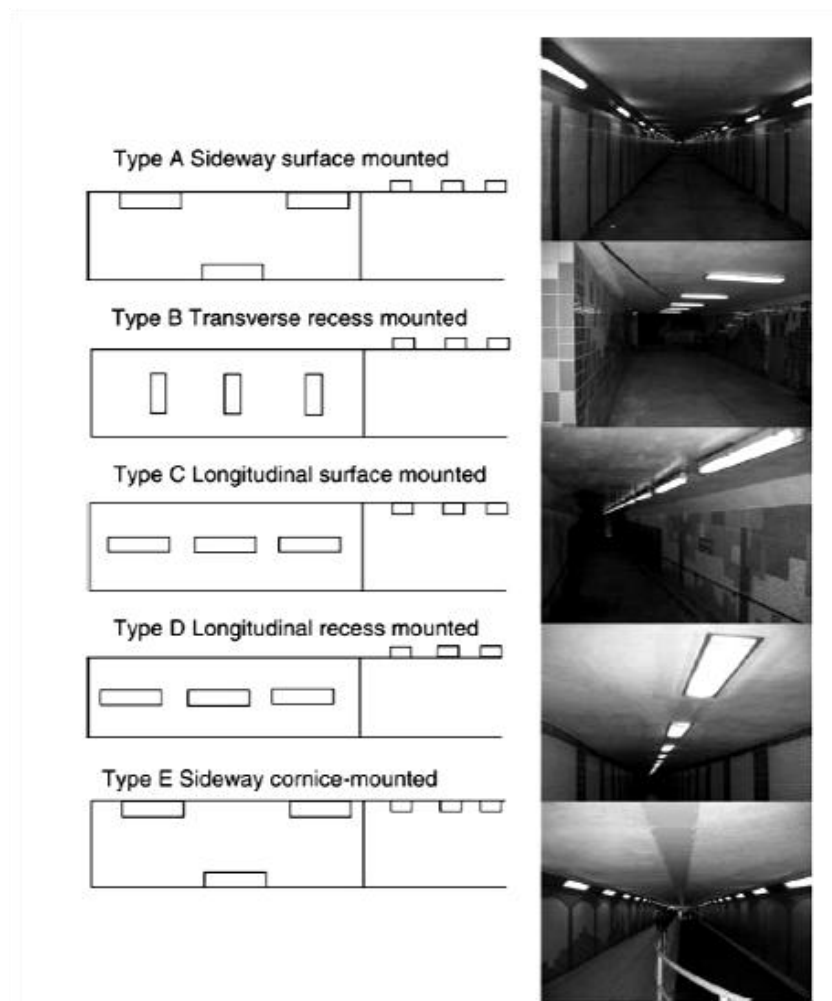 Type A Sideway surface mounted
Type B Transverse recess mounted
Type C Longitudinal surface mounted
Type D Longitudinal recess mounted
Type E Sideway cornice-mounted